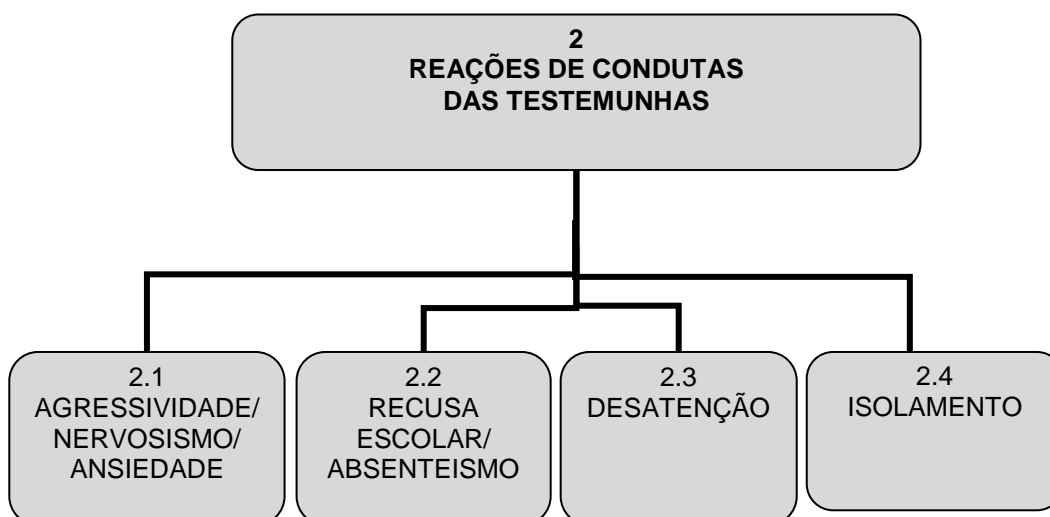 2
REAÇÕES DE CONDUTAS
DAS TESTEMUNHAS
2.1
AGRESSIVIDADE/
NERVOSISMO/
ANSIEDADE
2.2
RECUSA
ESCOLAR/
ABSENTEISMO
2.3
DESATENÇÃO
2.4
ISOLAMENTO